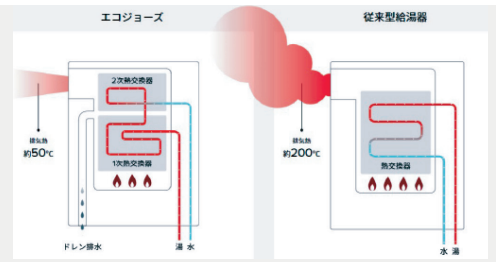 エコジョーズ
2次熱交換器
1次熱交換器
排気熱
約50℃
ドレン排水
湯 水
従来型給湯器
排気熱
約200℃
熱交換器
水 湯